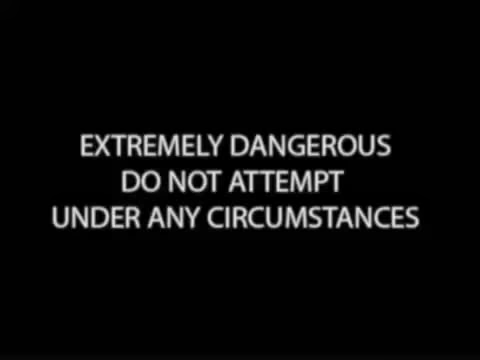 EXTREMELY DANGEROUS
DO NOT ATTEMPT
UNDER ANY CIRCUMSTANCES